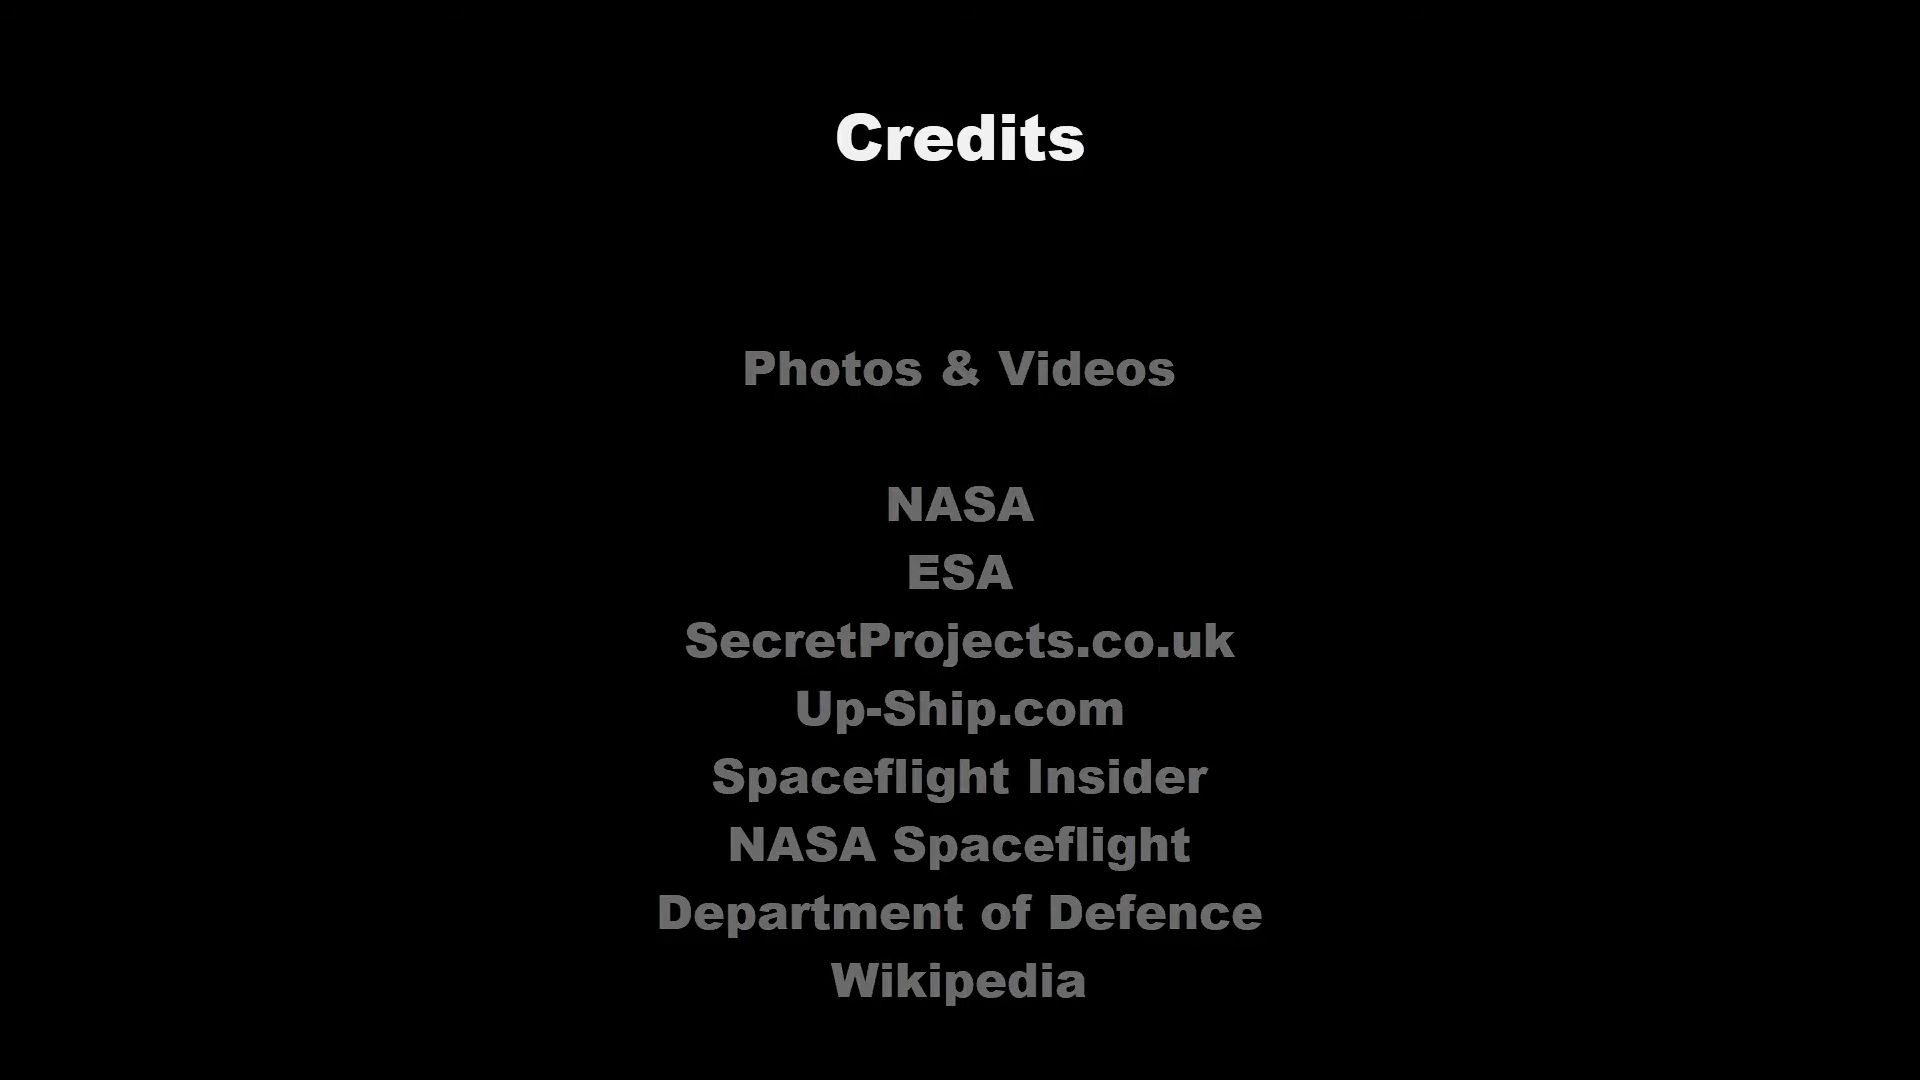 Credits
Photos & Videos
NASA
ESA
SecretProjects.co.uk
Up-Ship.com
Spaceflight Insider
NASA Spaceflight
Department of Defence
Wikipedia